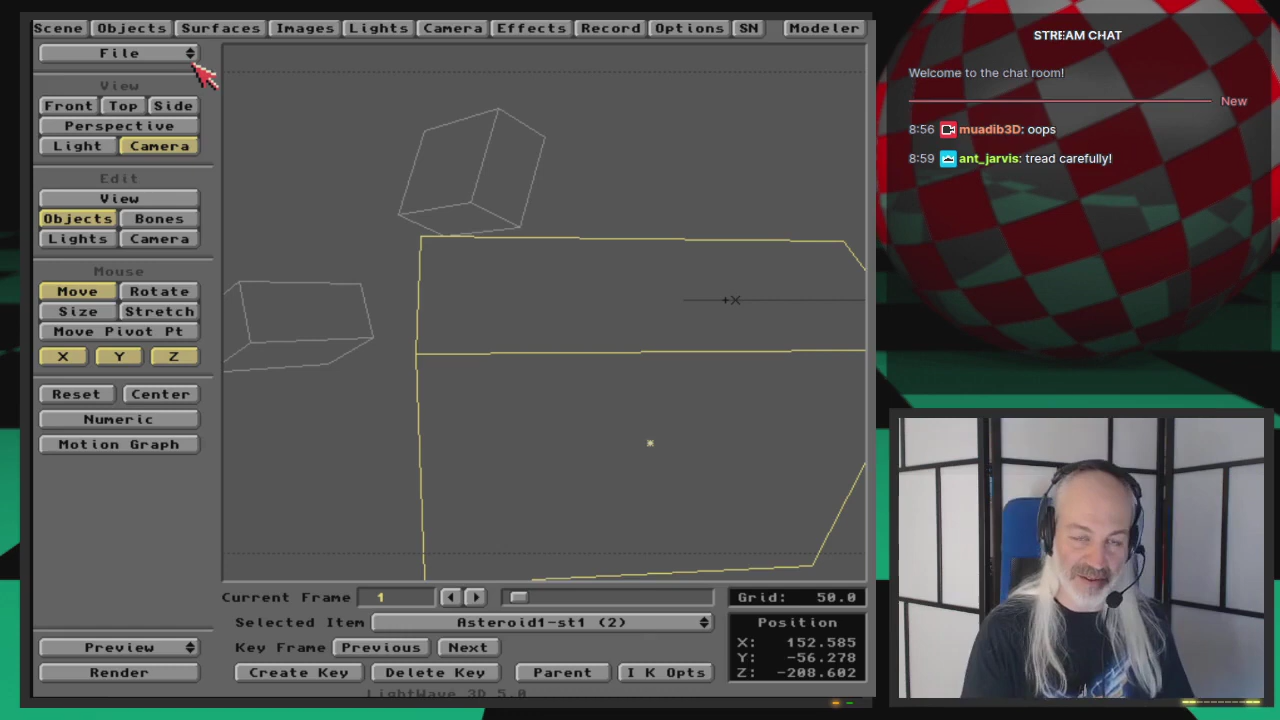 Scene Objects Surfaces Images Lights Camera Effects Record Options SN Modeler
File
View
Front Top Side
Perspective
Light Camera
Edit
View
Objects Bones
Lights Camera
Mouse
Move Rotate
Size Stretch
Move Pivot Pt
X Y Z
Reset Center
Numeric
Motion Graph
Preview
Render
+X
Current Frame 1
Grid: 50.0
Selected Item Asteroid1-st1 (2)
Key Frame Previous Next
Create Key Delete Key Parent I K Opts
Position
X: 152.585
Y: -56.278
Z: -208.602
LightWave 3D 5.0
STREAM CHAT
Welcome to the chat room!
New
8:56 muadib3D: oops
8:59 ant_jarvis: tread carefully!